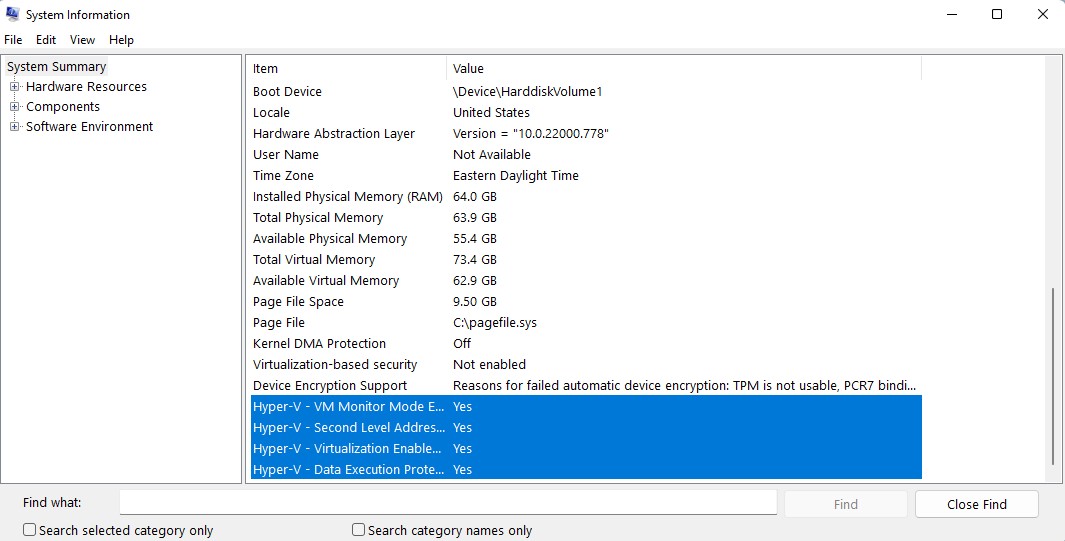 System Information
File Edit View Help
System Summary
Hardware Resources
Components
Software Environment
Item Value
Boot Device \Device\HarddiskVolume1
Locale United States
Hardware Abstraction Layer Version = "10.0.22000.778"
User Name Not Available
Time Zone Eastern Daylight Time
Installed Physical Memory (RAM) 64.0 GB
Total Physical Memory 63.9 GB
Available Physical Memory 55.4 GB
Total Virtual Memory 73.4 GB
Available Virtual Memory 62.9 GB
Page File Space 9.50 GB
Page File C:\pagefile.sys
Kernel DMA Protection Off
Virtualization-based security Not enabled
Device Encryption Support Reasons for failed automatic device encryption: TPM is not usable, PCR7 bindi...
Hyper-V - VM Monitor Mode E... Yes
Hyper-V - Second Level Addres... Yes
Hyper-V - Virtualization Enable... Yes
Hyper-V - Data Execution Prote... Yes
Find what: Find Close Find
Search selected category only Search category names only